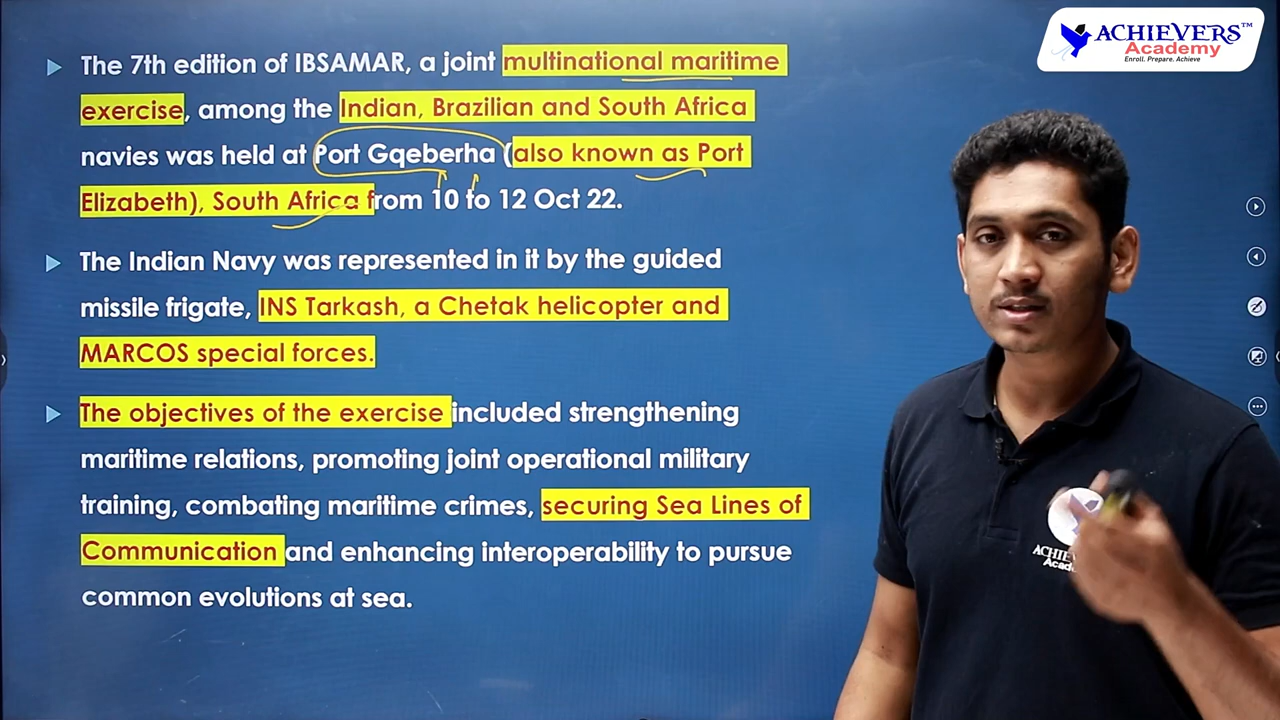 ACHIEVERS™
Academy
Enroll. Prepare. Achieve
The 7th edition of IBSAMAR, a joint multinational maritime
exercise, among the Indian, Brazilian and South Africa
navies was held at Port Gqeberha (also known as Port
Elizabeth), South Africa from 10 to 12 Oct 22.
The Indian Navy was represented in it by the guided
missile frigate, INS Tarkash, a Chetak helicopter and
MARCOS special forces.
The objectives of the exercise included strengthening
maritime relations, promoting joint operational military
training, combating maritime crimes, securing Sea Lines of
Communication and enhancing interoperability to pursue
common evolutions at sea.